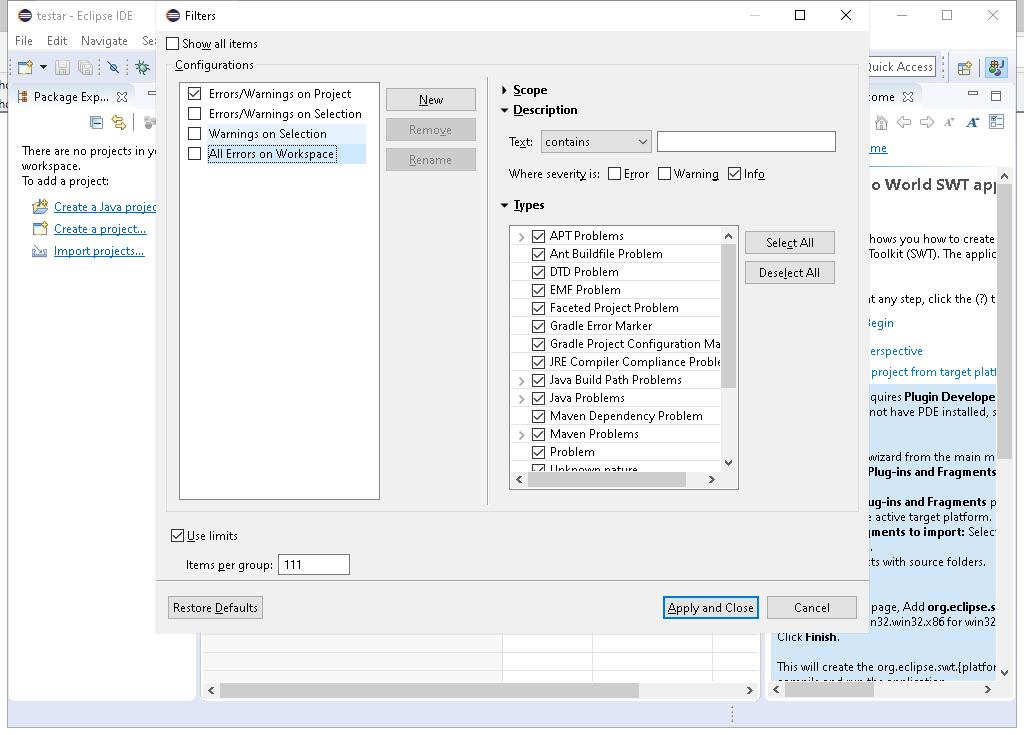 testar - Eclipse IDE
Filters
File Edit Navigate
Show all items
Configurations
Quick Access
Package Exp...
Errors/Warnings on Project
Errors/Warnings on Selection
Warnings on Selection
All Errors on Workspace
New
Remove
Rename
Scope
Description
Text: contains
Where severity is: Error Warning Info
Types
APT Problems
Ant Buildfile Problem
DTD Problem
EMF Problem
Faceted Project Problem
Gradle Error Marker
Gradle Project Configuration Ma
JRE Compiler Compliance Proble
Java Build Path Problems
Java Problems
Maven Dependency Problem
Maven Problems
Problem
Unknown nature
Select All
Deselect All
There are no projects in yo
workspace.
To add a project:
Create a Java projec
Create a project...
Import projects...
Use limits
Items per group: 111
Restore Defaults
Apply and Close
Cancel
ome
me
o World SWT app
hows you how to create
Toolkit (SWT). The applic
t any step, click the (?) t
Begin
erspective
project from target platf
quires Plugin Develope
not have PDE installed, s
wizard from the main m
Plug-ins and Fragments
ug-ins and Fragments p
e active target platform.
gments to import: Selec
ts with source folders.
page, Add org.eclipse.s
n32.win32.x86 for win32
Click Finish.
This will create the org.eclipse.swt.{platfor
compile and run the application.